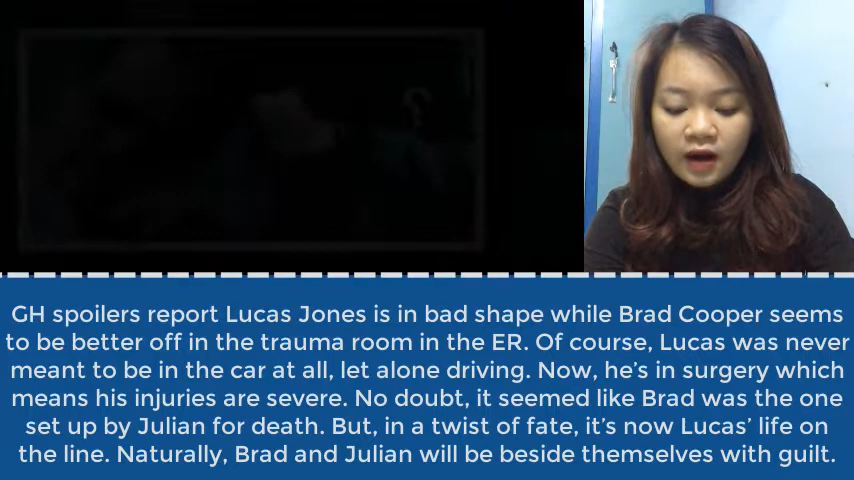 GH spoilers report Lucas Jones is in bad shape while Brad Cooper seems
to be better off in the trauma room in the ER. Of course, Lucas was never
meant to be in the car at all, let alone driving. Now, he's in surgery which
means his injuries are severe. No doubt, it seemed like Brad was the one
set up by Julian for death. But, in a twist of fate, it's now Lucas' life on
the line. Naturally, Brad and Julian will be beside themselves with guilt.